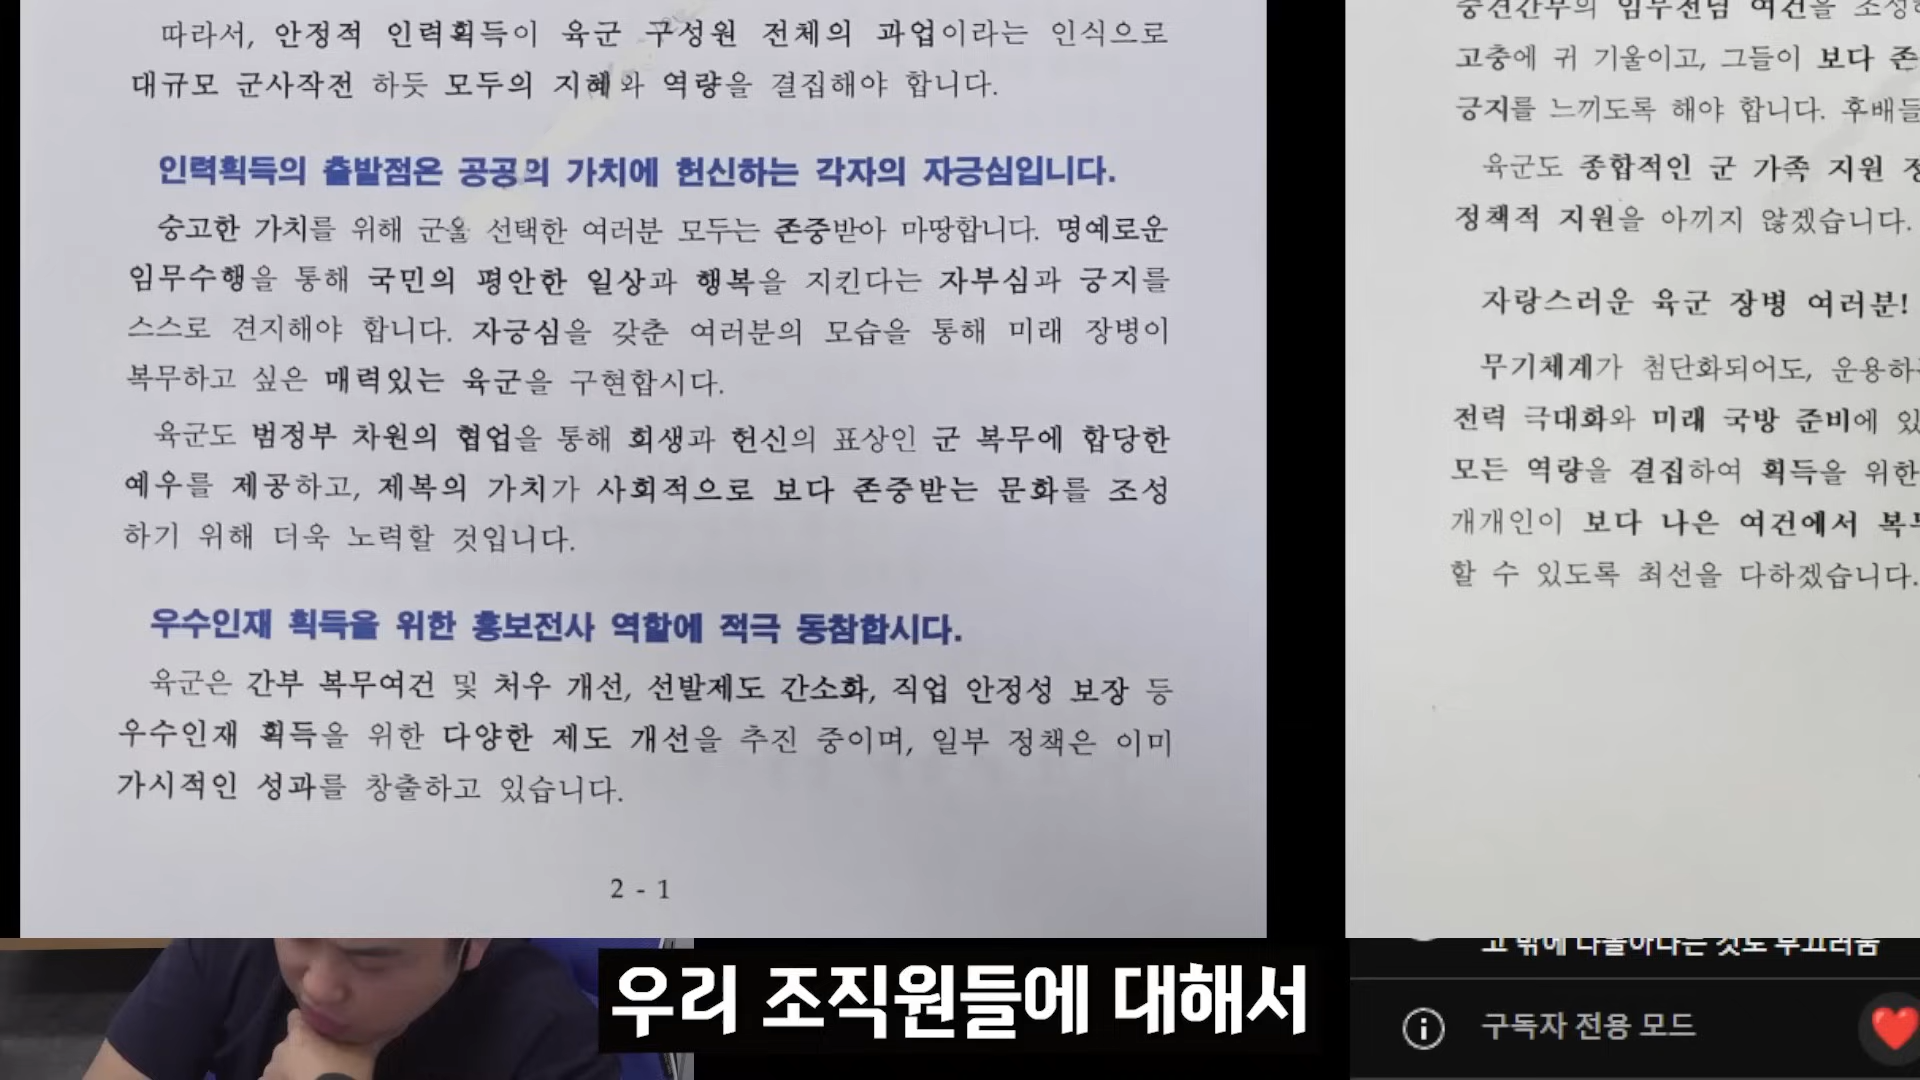 따라서, 안정적 인력획득이 육군 구성원 전체의 과업이라는 인식으로
대규모 군사작전 하듯 모두의 지혜와 역량을 결집해야 합니다.
인력획득의 출발점은 공공의 가치에 헌신하는 각자의 자긍심입니다.
숭고한 가치를 위해 군을 선택한 여러분 모두는 존중받아 마땅합니다. 명예로운
임무수행을 통해 국민의 평안한 일상과 행복을 지킨다는 자부심과 긍지를
스스로 견지해야 합니다. 자긍심을 갖춘 여러분의 모습을 통해 미래 장병이
복무하고 싶은 매력있는 육군을 구현합시다.
육군도 범정부 차원의 협업을 통해 희생과 헌신의 표상인 군 복무에 합당한
예우를 제공하고, 제복의 가치가 사회적으로 보다 존중받는 문화를 조성
하기 위해 더욱 노력할 것입니다.
우수인재 획득을 위한 홍보전사 역할에 적극 동참합시다.
육군은 간부 복무여건 및 처우 개선, 선발제도 간소화, 직업 안정성 보장 등
우수인재 획득을 위한 다양한 제도 개선을 추진 중이며, 일부 정책은 이미
가시적인 성과를 창출하고 있습니다.
2 - 1
중견간부의 임무전념 여건을
고충에 귀 기울이고, 그들이 보다 존
긍지를 느끼도록 해야 합니다. 후배들
육군도 종합적인 군 가족 지원 정
정책적 지원을 아끼지 않겠습니다.
자랑스러운 육군 장병 여러분!
무기체계가 첨단화되어도, 운용하
전력 극대화와 미래 국방 준비에 있
모든 역량을 결집하여 획득을 위한
개개인이 보다 나은 여건에서 복무
할 수 있도록 최선을 다하겠습니다.
우리 조직원들에 대해서
구독자 전용 모드